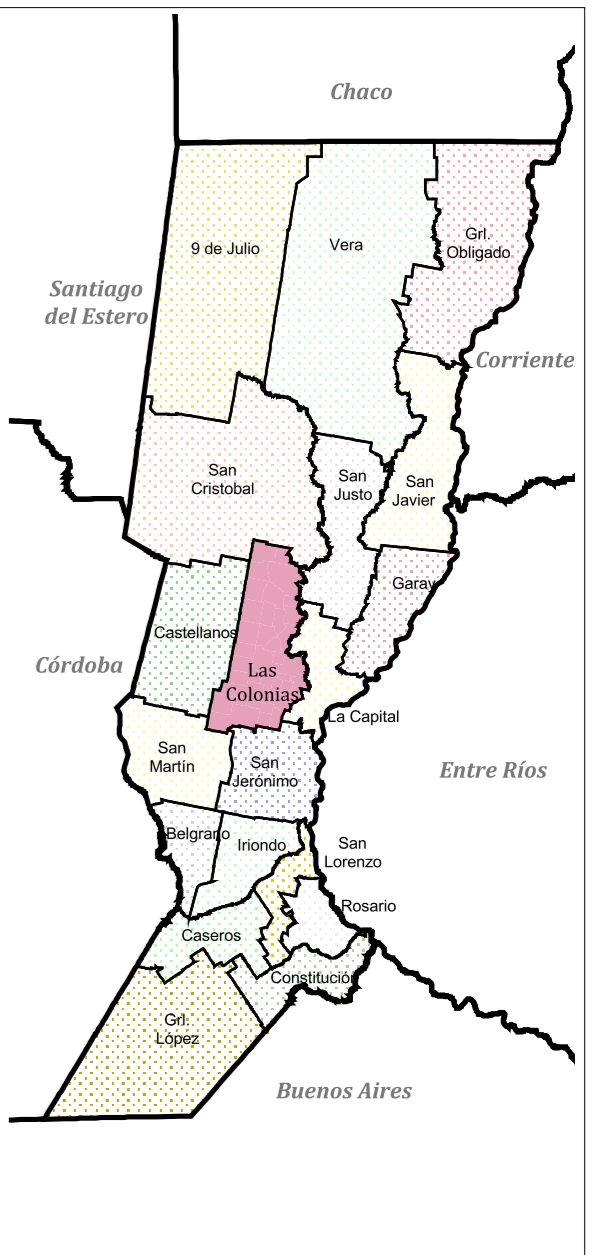 Chaco
9 de Julio
Vera
Grl.
Obligado
Santiago
del Estero
Corriente
San
Cristobal
San
Justo
San
Javier
Garay
Castellanos
Córdoba
Las
Colonias
La Capital
San
Martín
San
Jerónimo
Entre Ríos
Belgrano
Iriondo
San
Lorenzo
Rosario
Caseros
Constitución
Grl.
López
Buenos Aires